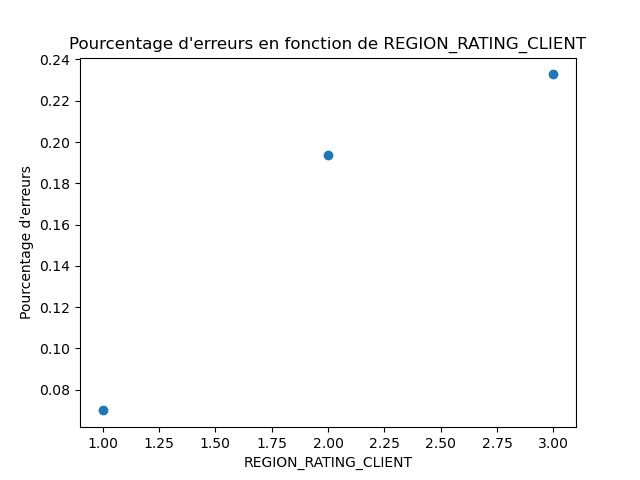 Pourcentage d'erreurs en fonction de REGION_RATING_CLIENT
0.24
0.22
0.20
0.18
0.16
0.14
0.12
0.10
0.08
Pourcentage d'erreurs
1.00 1.25 1.50 1.75 2.00 2.25 2.50 2.75 3.00
REGION_RATING_CLIENT